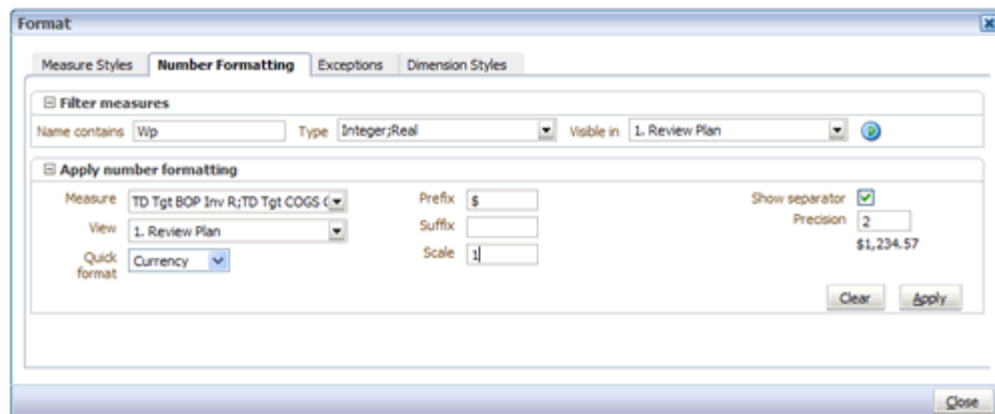 Format
Measure Styles Number Formatting Exceptions Dimension Styles
Filter measures
Name contains Wp Type Integer;Real Visible in 1. Review Plan
Apply number formatting
Measure TD Tgt BOP Inv R;TD Tgt COGS Prefix $ Show separator
View 1. Review Plan Suffix Precision 2
$1,234.57
Quick format Currency Scale 1
Clear Apply
Close